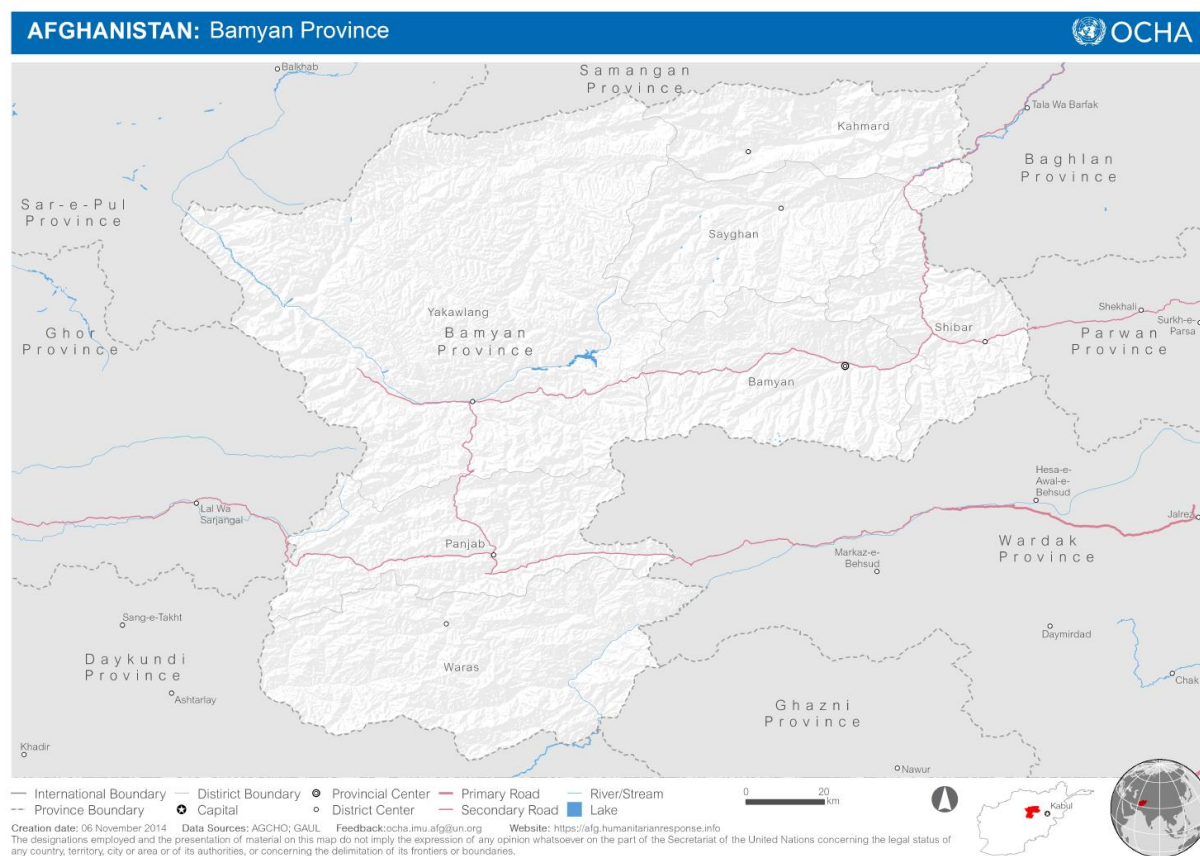 AFGHANISTAN: Bamyan Province
OCHA
Balkhab
Samangan
Province
Kahmard
Tala Wa Barfak
Baghlan
Province
Sar-e-Pul
Province
Sayghan
Yakawlang
Bamyan
Province
Ghor
Province
Shibar
Shekhali
Surkh-e-
Parsa
Parwan
Province
Bamyan
Hesa-e-
Awal-e-
Behsud
Lal Wa
Sarjangal
Jalrez
Panjab
Markaz-e-
Behsud
Wardak
Province
Sang-e-Takht
Daymirdad
Waras
Daykundi
Province
Ashtarlay
Chak
Ghazni
Province
Khadir
Nawur
International Boundary
District Boundary
Provincial Center
Primary Road
River/Stream
Province Boundary
Capital
District Center
Secondary Road
Lake
0 20
km
Kabul
Creation date: 06 November 2014 Data Sources: AGCHO; GAUL Feedback:ocha.imu.afg@un.org Website: https://afg.humanitarianresponse.info
The designations employed and the presentation of material on this map do not imply the expression of any opinion whatsoever on the part of the Secretariat of the United Nations concerning the legal status of
any country, territory, city or area or of its authorities, or concerning the delimitation of its frontiers or boundaries.